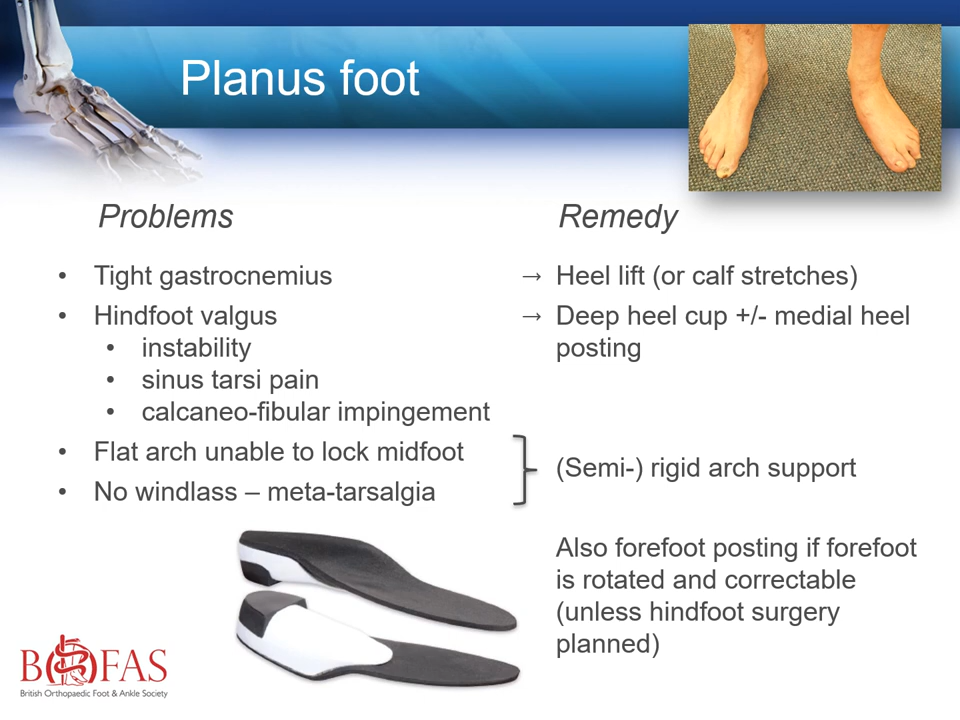 Planus foot
Problems
• Tight gastrocnemius
• Hindfoot valgus
• instability
• sinus tarsi pain
• calcaneo-fibular impingement
• Flat arch unable to lock midfoot
• No windlass – meta-tarsalgia
Remedy
→ Heel lift (or calf stretches)
→ Deep heel cup +/- medial heel
posting
(Semi-) rigid arch support
Also forefoot posting if forefoot
is rotated and correctable
(unless hindfoot surgery
planned)
BOFAS
British Orthopaedic Foot & Ankle Society